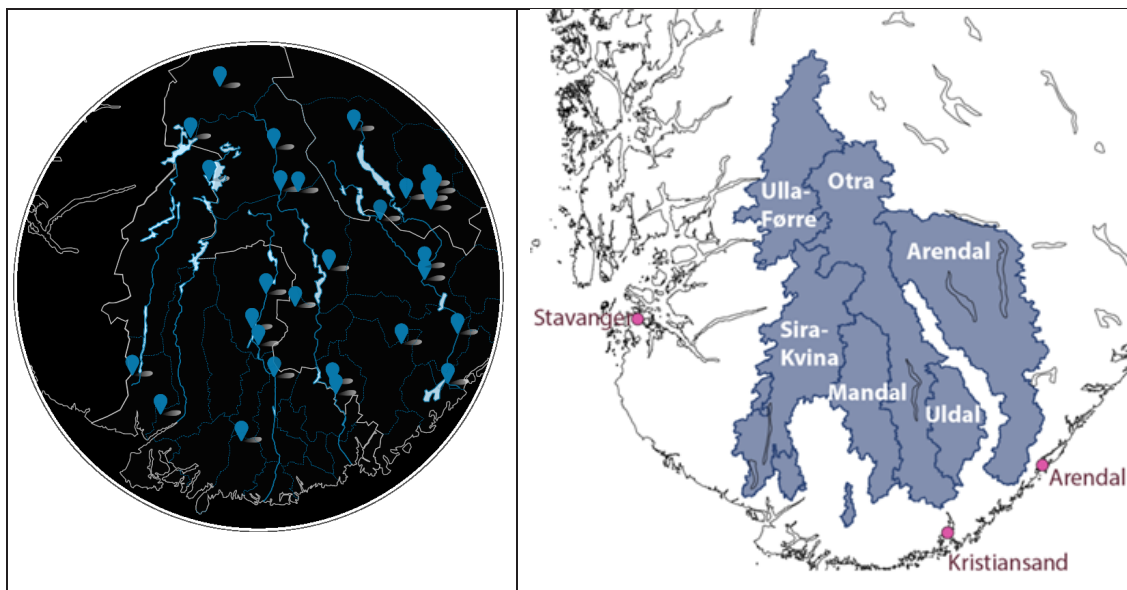 Ulla-
Førre
Otra
Arendal
Stavanger
Sira-
Kvina
Mandal
Uldal
Arendal
Kristiansand